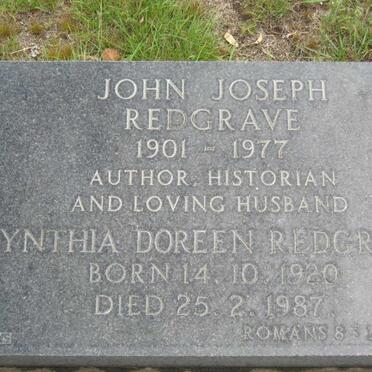 JOHN JOSEPH
REDGRAVE
1901 - 1977
AUTHOR, HISTORIAN
AND LOVING HUSBAND
YNTHIA DOREEN REDGR
BORN 14. 10. 1920
DIED 25. 2. 1987.
ROMANS 8: